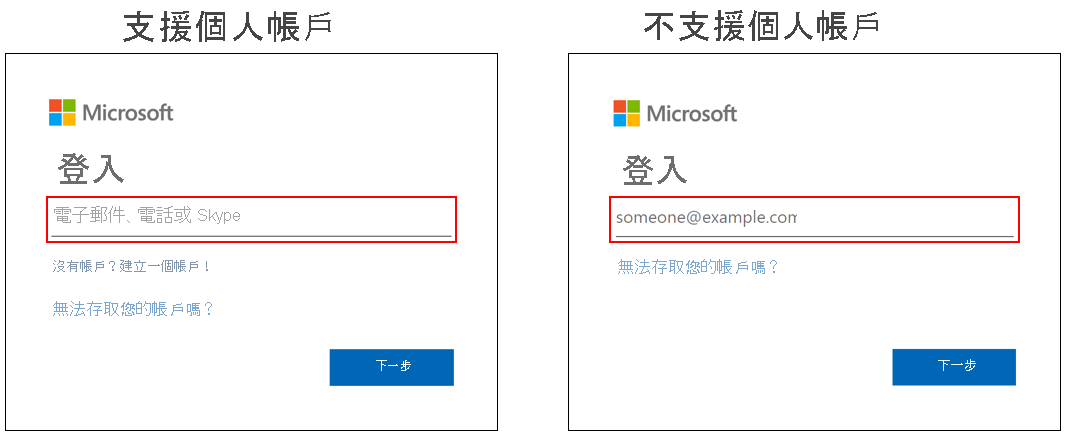 支援個人帳戶
Microsoft
登入
電子郵件、電話或 Skype
沒有帳戶？建立一個帳戶！
無法存取您的帳戶嗎？
下一步
不支援個人帳戶
Microsoft
登入
someone@example.com
無法存取您的帳戶嗎？
下一步